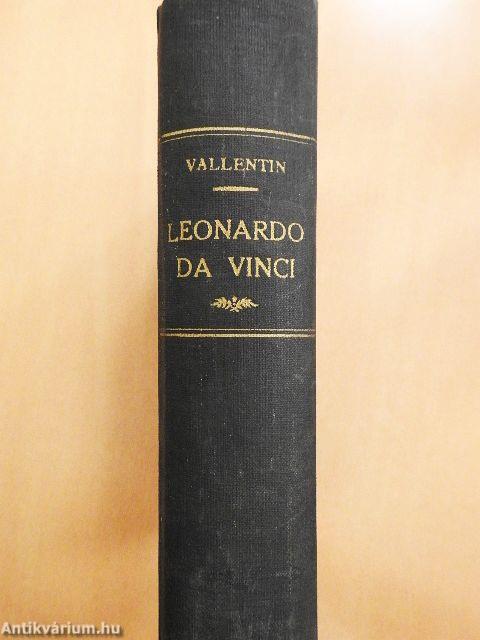 VALLENTIN
LEONARDO
DA VINCI
Antikvárium.hu